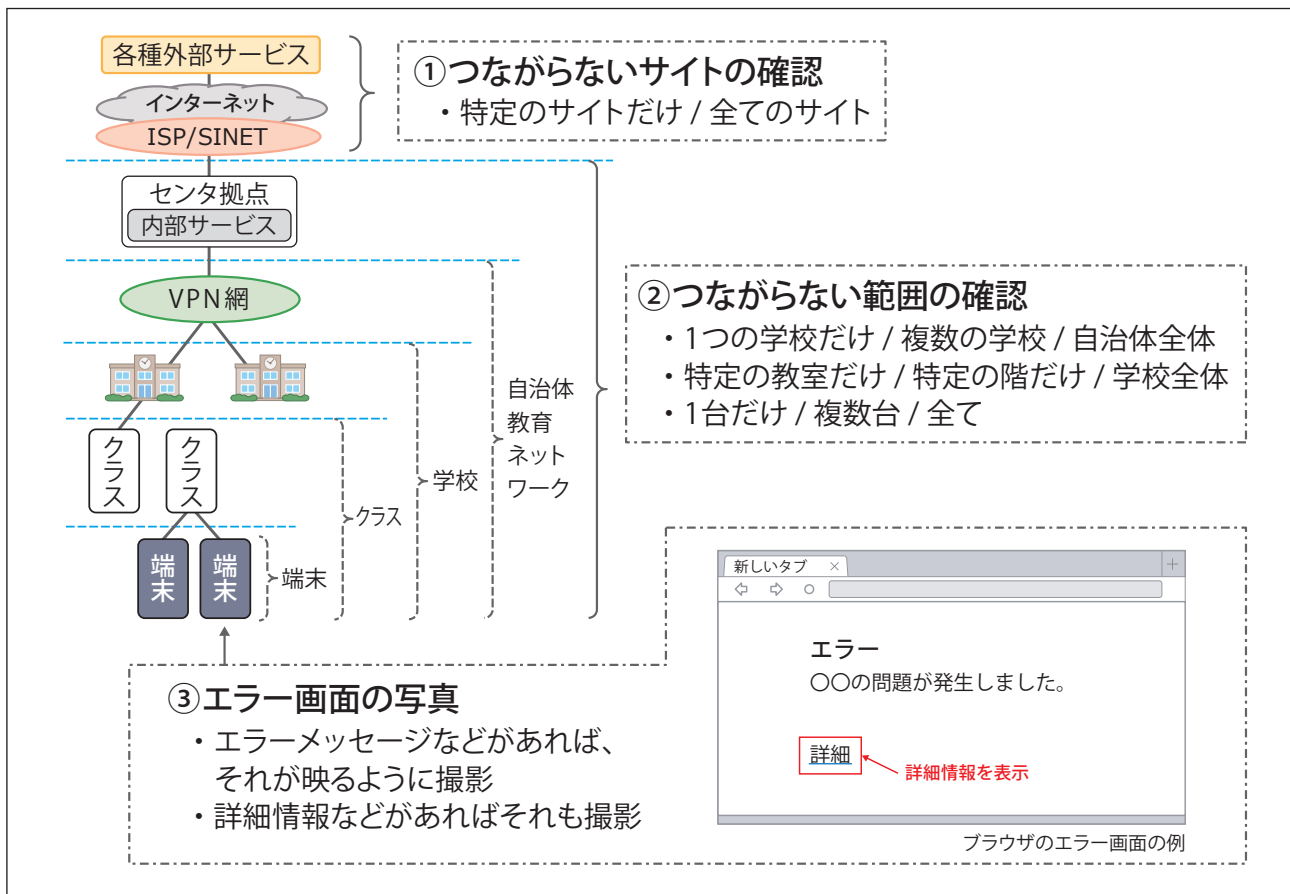 各種外部サービス
インターネット
ISP/SINET
①つながらないサイトの確認
・特定のサイトだけ / 全てのサイト
センタ拠点
内部サービス
VPN網
②つながらない範囲の確認
・1つの学校だけ / 複数の学校 / 自治体全体
・特定の教室だけ / 特定の階だけ / 学校全体
・1台だけ / 複数台 / 全て
クラス
クラス
端末
端末
端末
クラス
学校
自治体
教育
ネット
ワーク
③エラー画面の写真
・エラーメッセージなどがあれば、
それが映るように撮影
・詳細情報などがあればそれも撮影
新しいタブ ×
+
エラー
〇〇の問題が発生しました。
詳細
詳細情報を表示
ブラウザのエラー画面の例